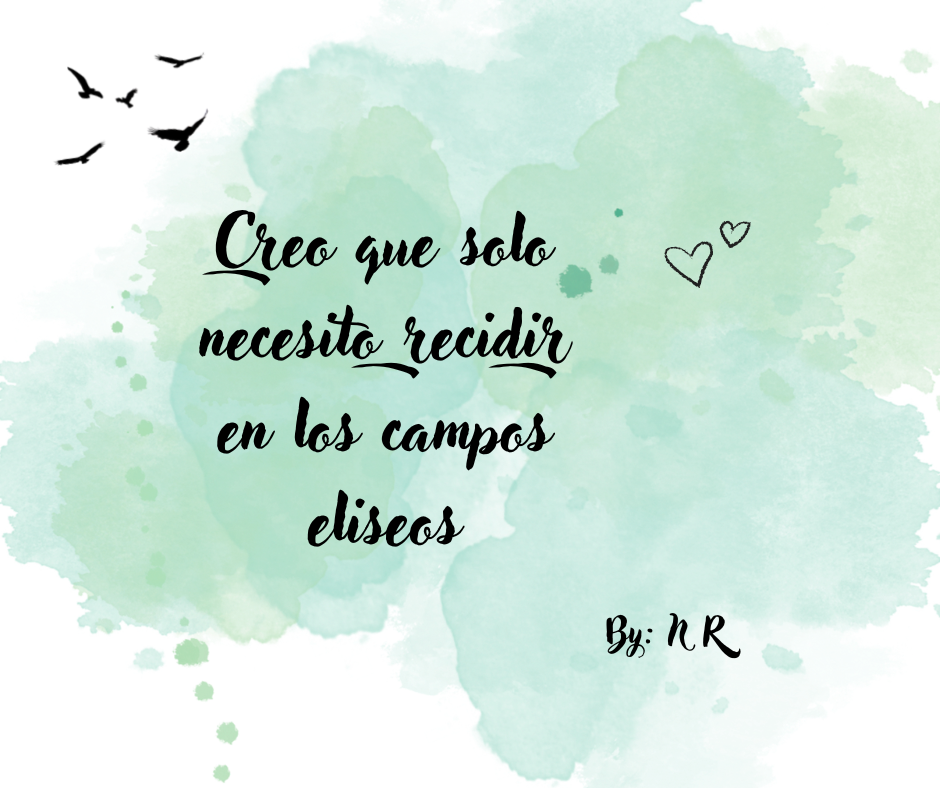 Creo que solo
necesito recidir
en los campos
eliseos
By: N R